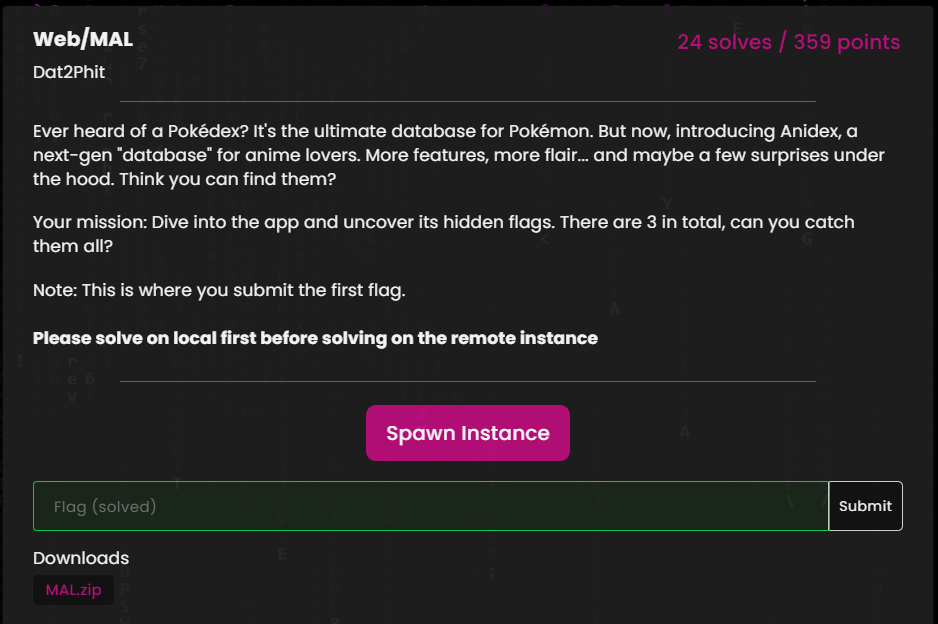 Web/MAL
24 solves / 359 points
Dat2Phit
Ever heard of a Pokédex? It's the ultimate database for Pokémon. But now, introducing Anidex, a
next-gen "database" for anime lovers. More features, more flair... and maybe a few surprises under
the hood. Think you can find them?
Your mission: Dive into the app and uncover its hidden flags. There are 3 in total, can you catch
them all?
Note: This is where you submit the first flag.
Please solve on local first before solving on the remote instance
Spawn Instance
Flag (solved)
Submit
Downloads
MAL.zip